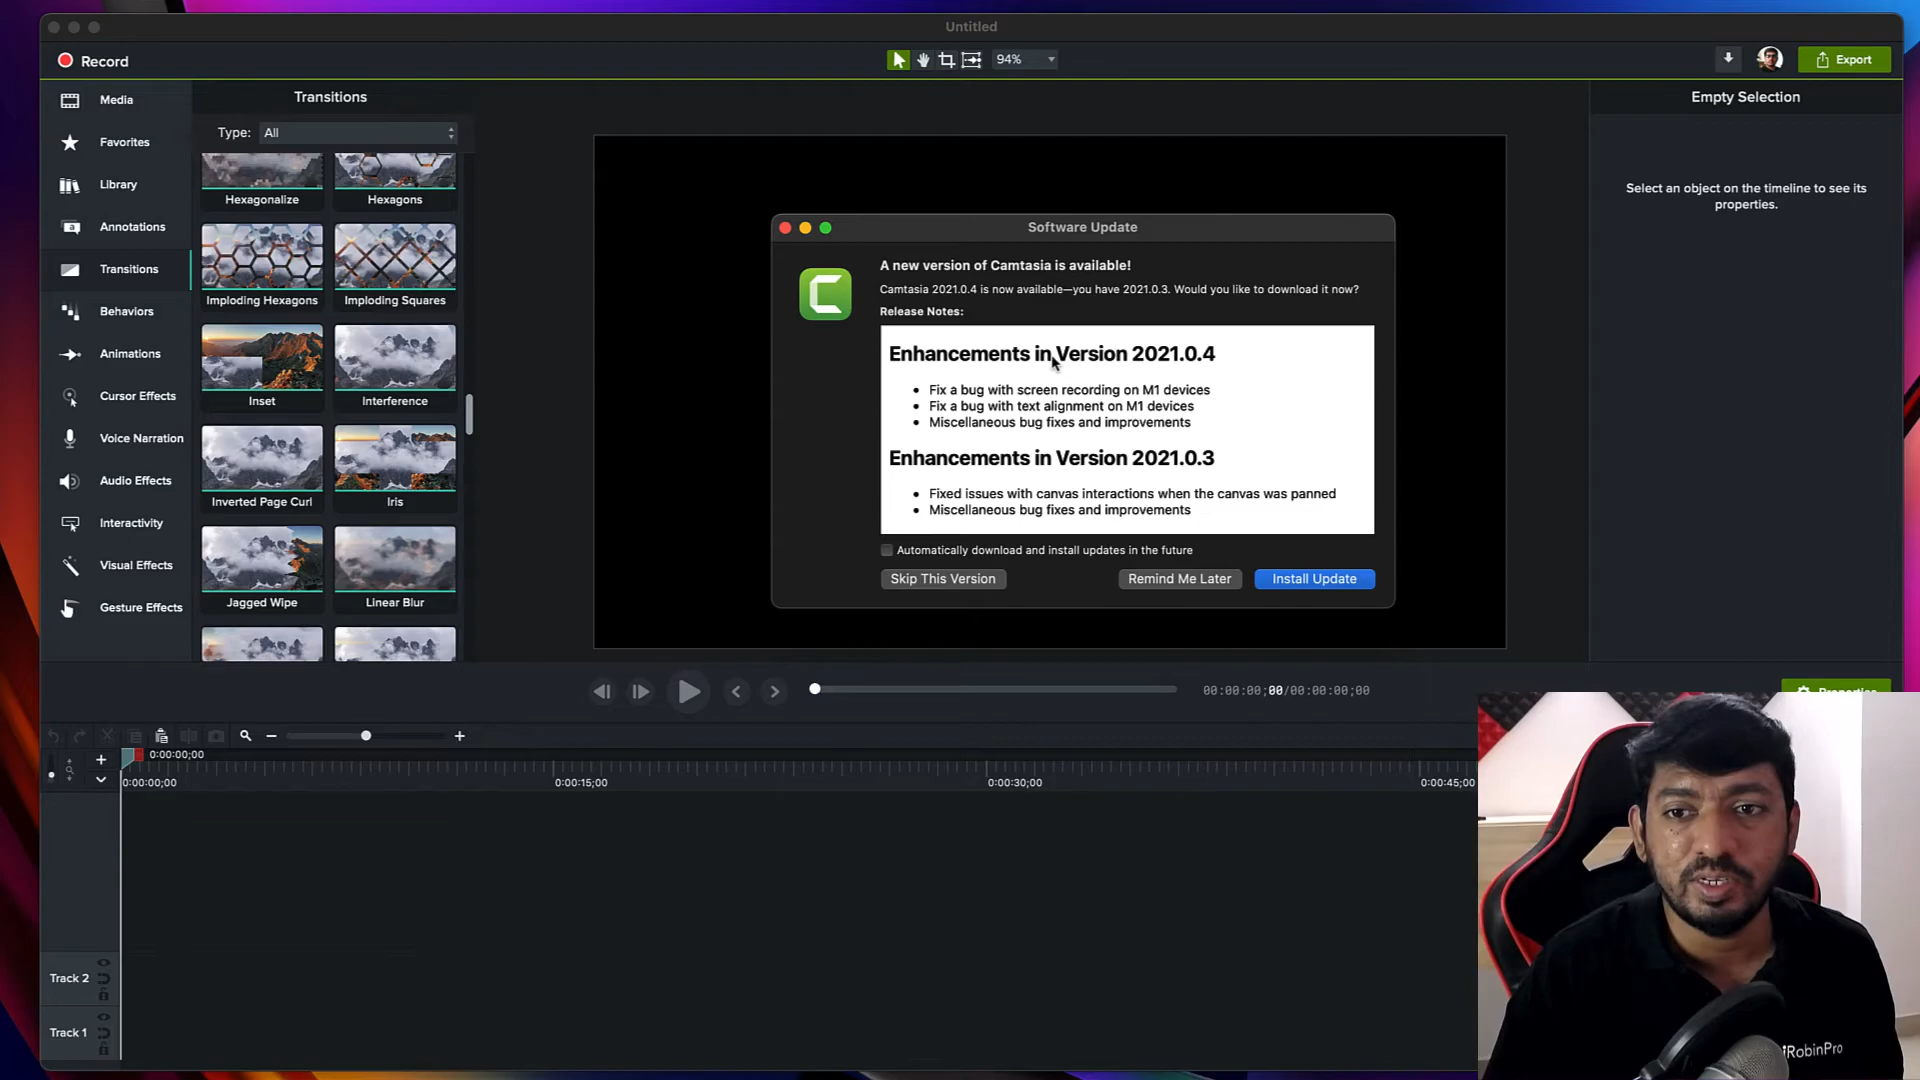 Untitled
Record
94%
Export
Media
Favorites
Library
Annotations
Transitions
Behaviors
Animations
Cursor Effects
Voice Narration
Audio Effects
Interactivity
Visual Effects
Gesture Effects
Transitions
Type: All
Hexagonalize
Hexagons
Imploding Hexagons
Imploding Squares
Inset
Interference
Inverted Page Curl
Iris
Jagged Wipe
Linear Blur
Software Update
A new version of Camtasia is available!
Camtasia 2021.0.4 is now available—you have 2021.0.3. Would you like to download it now?
Release Notes:
Enhancements in Version 2021.0.4
• Fix a bug with screen recording on M1 devices
• Fix a bug with text alignment on M1 devices
• Miscellaneous bug fixes and improvements
Enhancements in Version 2021.0.3
• Fixed issues with canvas interactions when the canvas was panned
• Miscellaneous bug fixes and improvements
Automatically download and install updates in the future
Skip This Version
Remind Me Later
Install Update
Empty Selection
Select an object on the timeline to see its
properties.
00:00:00;00/00:00:00;00
Properties
0:00:00;00
0:00:00;00
0:00:15;00
0:00:30;00
0:00:45;00
Track 2
Track 1
iRobinPro